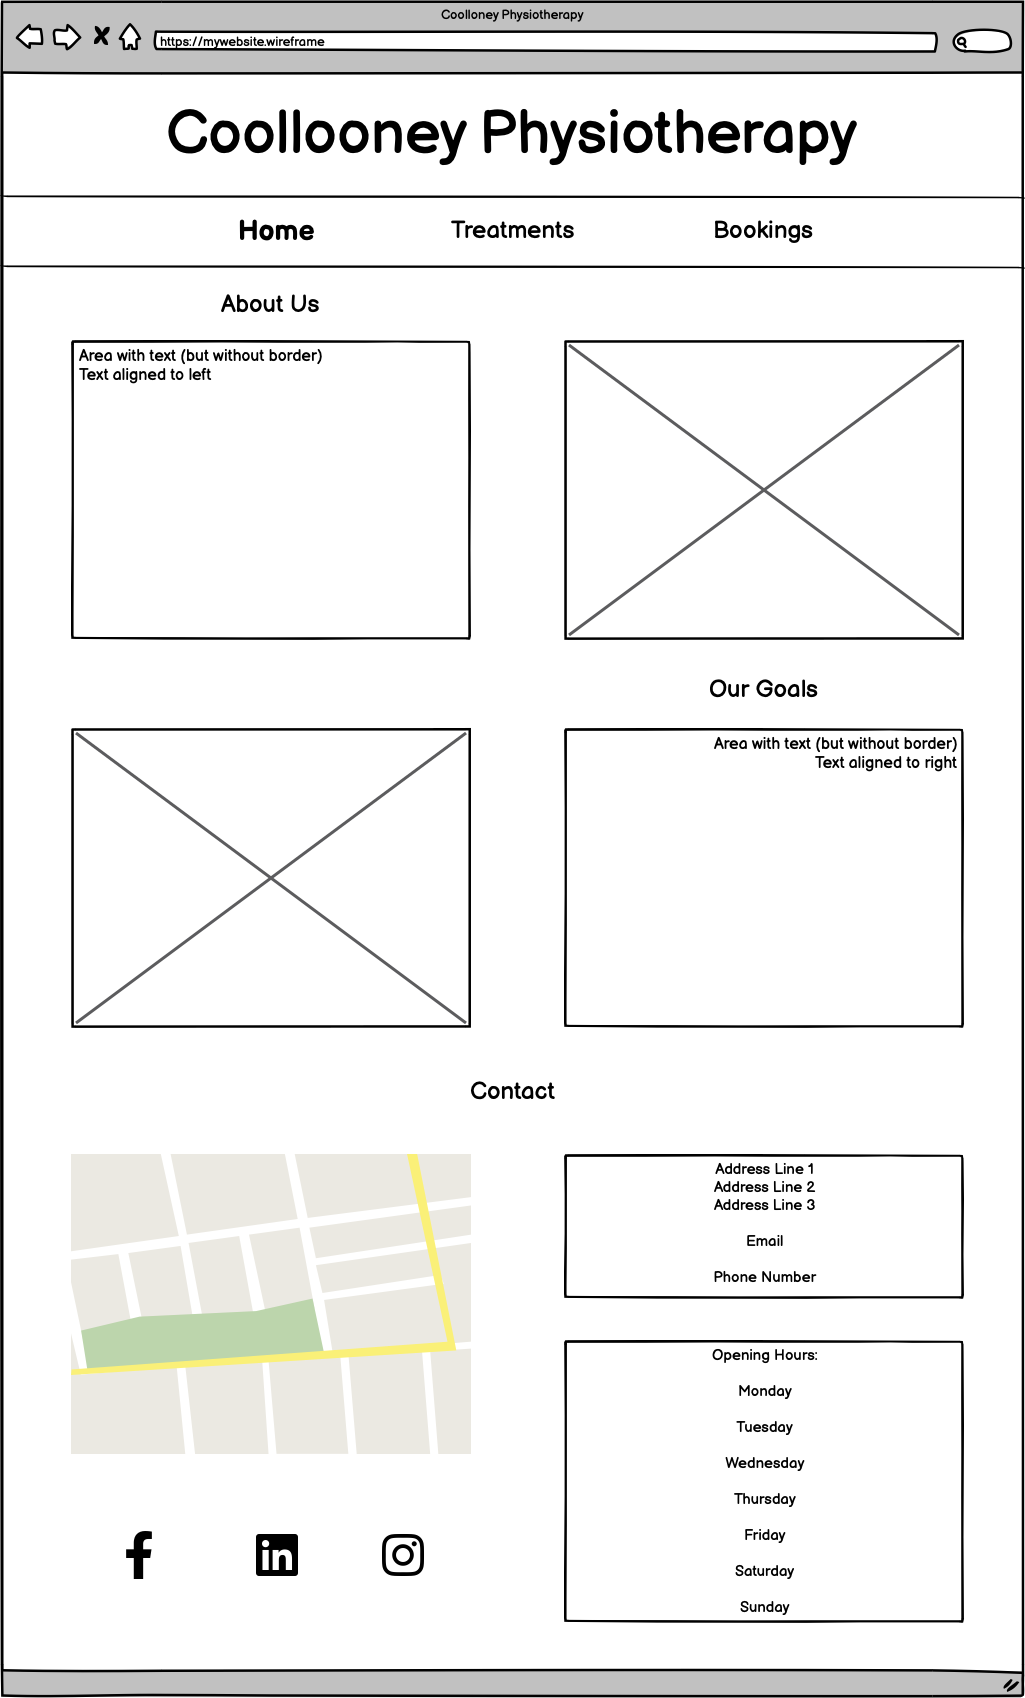 Coolloney Physiotherapy
https://mywebsite.wireframe
Coollooney Physiotherapy
Home
Treatments
Bookings
About Us
Area with text (but without border)
Text aligned to left
Our Goals
Area with text (but without border)
Text aligned to right
Contact
Address Line 1
Address Line 2
Address Line 3
Email
Phone Number
Opening Hours:
Monday
Tuesday
Wednesday
Thursday
Friday
Saturday
Sunday
in